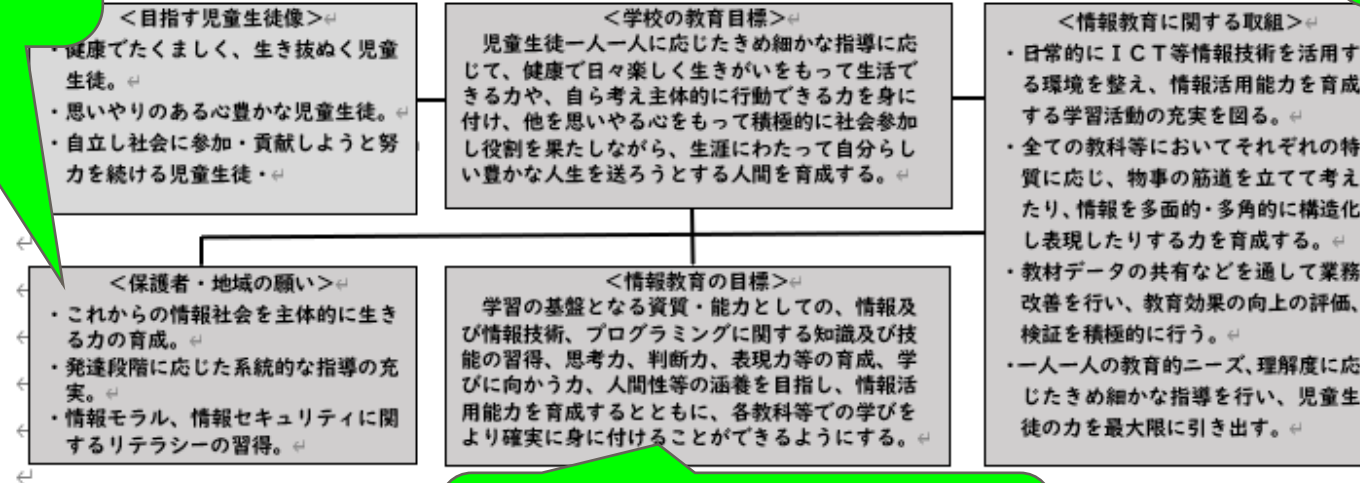 ＜目指す児童生徒像＞
・健康でたくましく、生き抜ぬく児童
生徒。
・思いやりのある心豊かな児童生徒。
・自立し社会に参加・貢献しようと努
力を続ける児童生徒・
＜学校の教育目標＞
児童生徒一人一人に応じたきめ細かな指導に応
じて、健康で日々楽しく生きがいをもって生活で
きる力や、自ら考え主体的に行動できる力を身に
付け、他を思いやる心をもって積極的に社会参加
し役割を果たしながら、生涯にわたって自分らし
い豊かな人生を送ろうとする人間を育成する。
＜情報教育に関する取組＞
・日常的にＩＣＴ等情報技術を活用す
る環境を整え、情報活用能力を育成
する学習活動の充実を図る。
・全ての教科等においてそれぞれの特
質に応じ、物事の筋道を立てて考え
たり、情報を多面的・多角的に構造化
し表現したりする力を育成する。
・教材データの共有などを通して業務
改善を行い、教育効果の向上の評価、
検証を積極的に行う。
・一人一人の教育的ニーズ、理解度に応
じたきめ細かな指導を行い、児童生
徒の力を最大限に引き出す。
＜保護者・地域の願い＞
・これからの情報社会を主体的に生き
る力の育成。
・発達段階に応じた系統的な指導の充
実。
・情報モラル、情報セキュリティに関
するリテラシーの習得。
＜情報教育の目標＞
学習の基盤となる資質・能力としての、情報及
び情報技術、プログラミングに関する知識及び技
能の習得、思考力、判断力、表現力等の育成、学
びに向かう力、人間性等の涵養を目指し、情報活
用能力を育成するとともに、各教科等での学びを
より確実に身に付けることができるようにする。